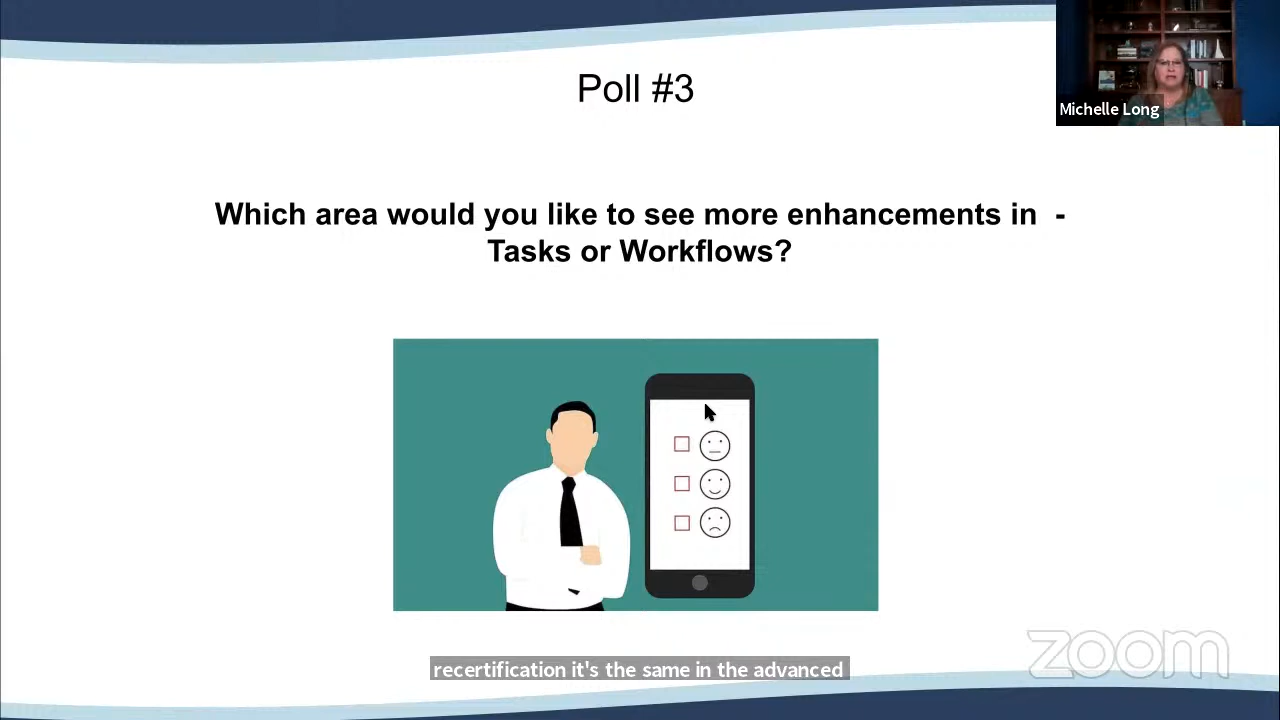 Poll #3
Michelle Long
Which area would you like to see more enhancements in -
Tasks or Workflows?
zoom
recertification it's the same in the advanced